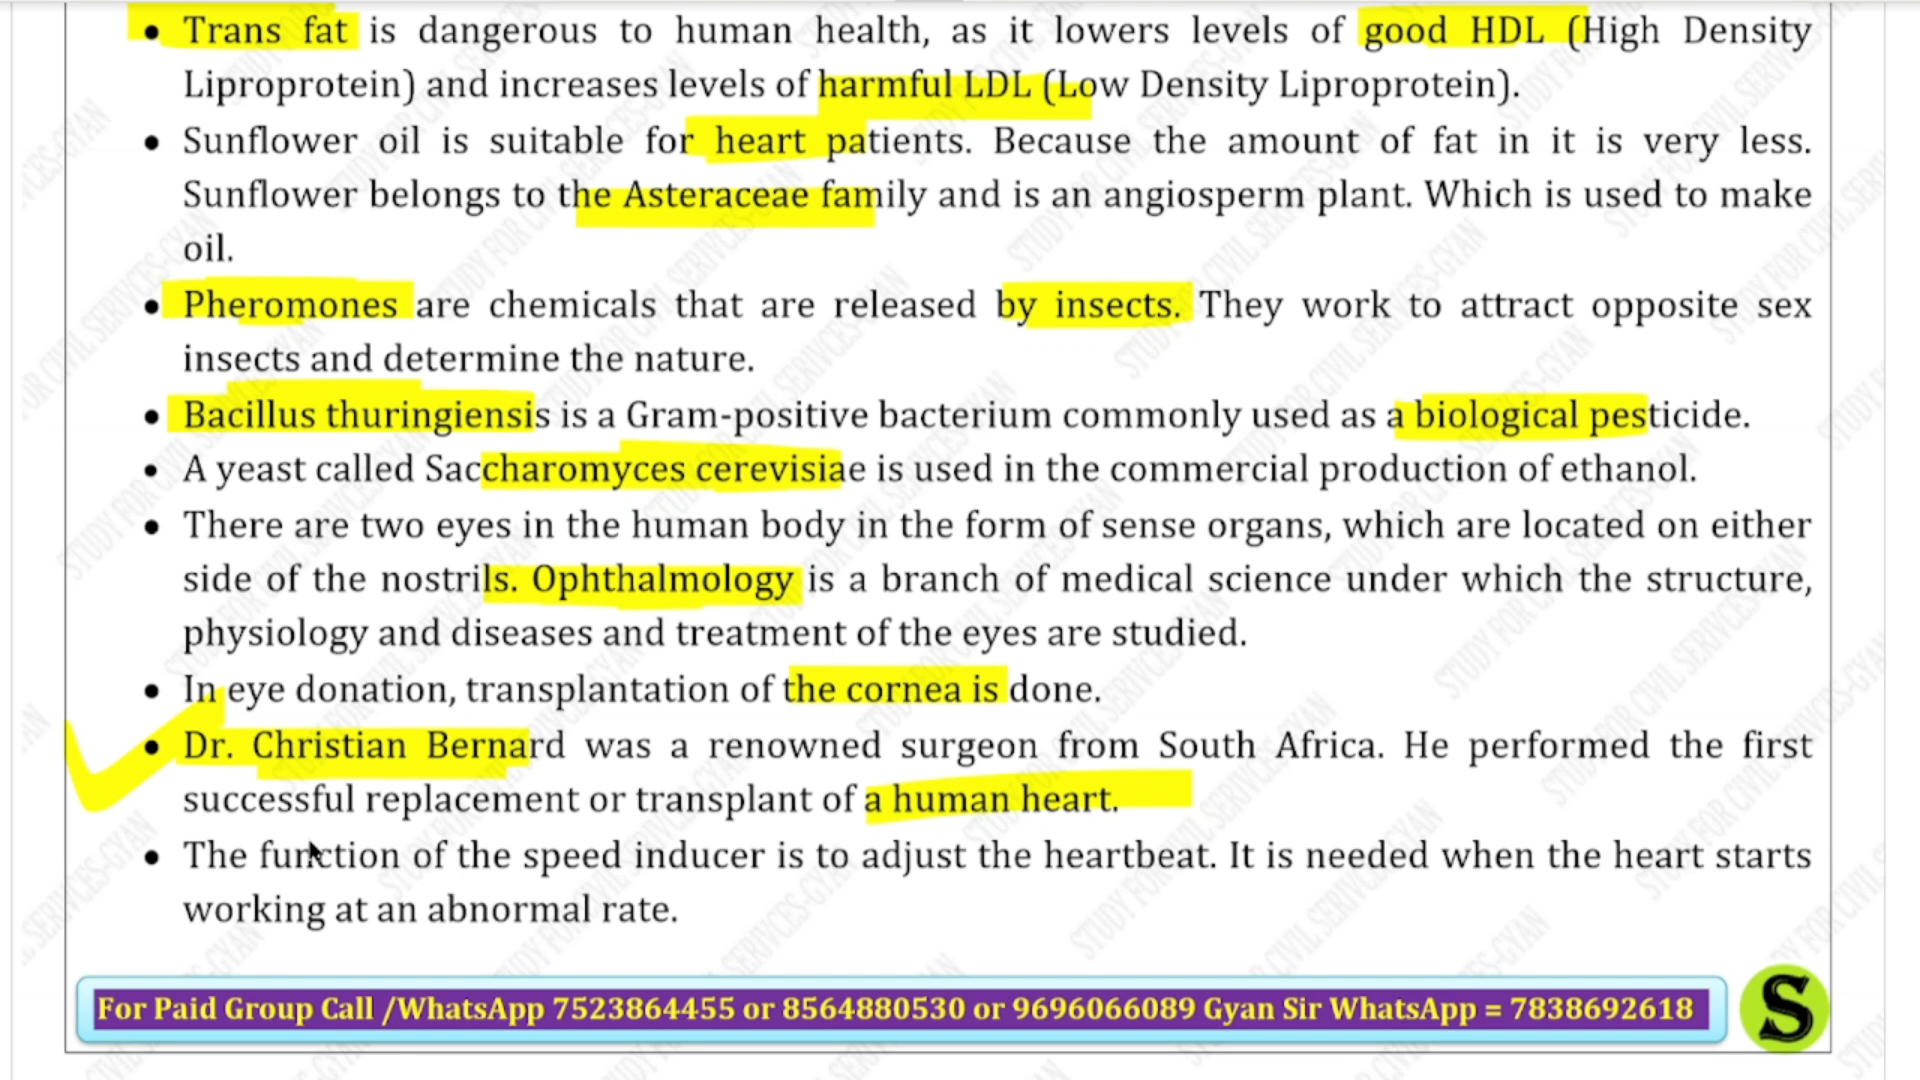 • Trans fat is dangerous to human health, as it lowers levels of good HDL (High Density
Liproprotein) and increases levels of harmful LDL (Low Density Liproprotein).
• Sunflower oil is suitable for heart patients. Because the amount of fat in it is very less.
Sunflower belongs to the Asteraceae family and is an angiosperm plant. Which is used to make
oil.
• Pheromones are chemicals that are released by insects. They work to attract opposite sex
insects and determine the nature.
• Bacillus thuringiensis is a Gram-positive bacterium commonly used as a biological pesticide.
• A yeast called Saccharomyces cerevisiae is used in the commercial production of ethanol.
• There are two eyes in the human body in the form of sense organs, which are located on either
side of the nostrils. Ophthalmology is a branch of medical science under which the structure,
physiology and diseases and treatment of the eyes are studied.
• In eye donation, transplantation of the cornea is done.
• Dr. Christian Bernard was a renowned surgeon from South Africa. He performed the first
successful replacement or transplant of a human heart.
• The function of the speed inducer is to adjust the heartbeat. It is needed when the heart starts
working at an abnormal rate.
For Paid Group Call /WhatsApp 7523864455 or 8564880530 or 9696066089 Gyan Sir WhatsApp = 7838692618
S
STUDY FOR CIVIL SERIVCES-GYAN